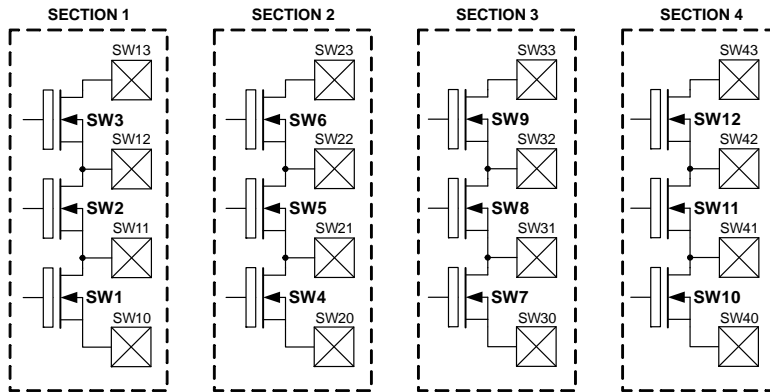 SECTION 1
SECTION 2
SECTION 3
SECTION 4
SW13
SW23
SW33
SW43
SW3
SW6
SW9
SW12
SW12
SW22
SW32
SW42
SW2
SW5
SW8
SW11
SW11
SW21
SW31
SW41
SW1
SW4
SW7
SW10
SW10
SW20
SW30
SW40